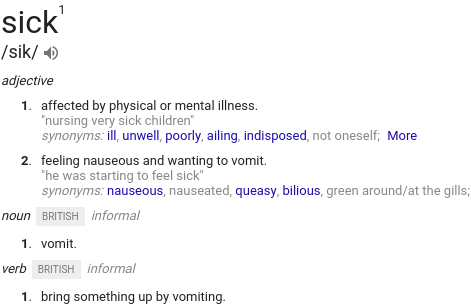 sick1
/sik/
adjective
1. affected by physical or mental illness.
"nursing very sick children"
synonyms: ill, unwell, poorly, ailing, indisposed, not oneself; More
2. feeling nauseous and wanting to vomit.
"he was starting to feel sick"
synonyms: nauseous, nauseated, queasy, bilious, green around/at the gills;
noun BRITISH informal
1. vomit.
verb BRITISH informal
1. bring something up by vomiting.